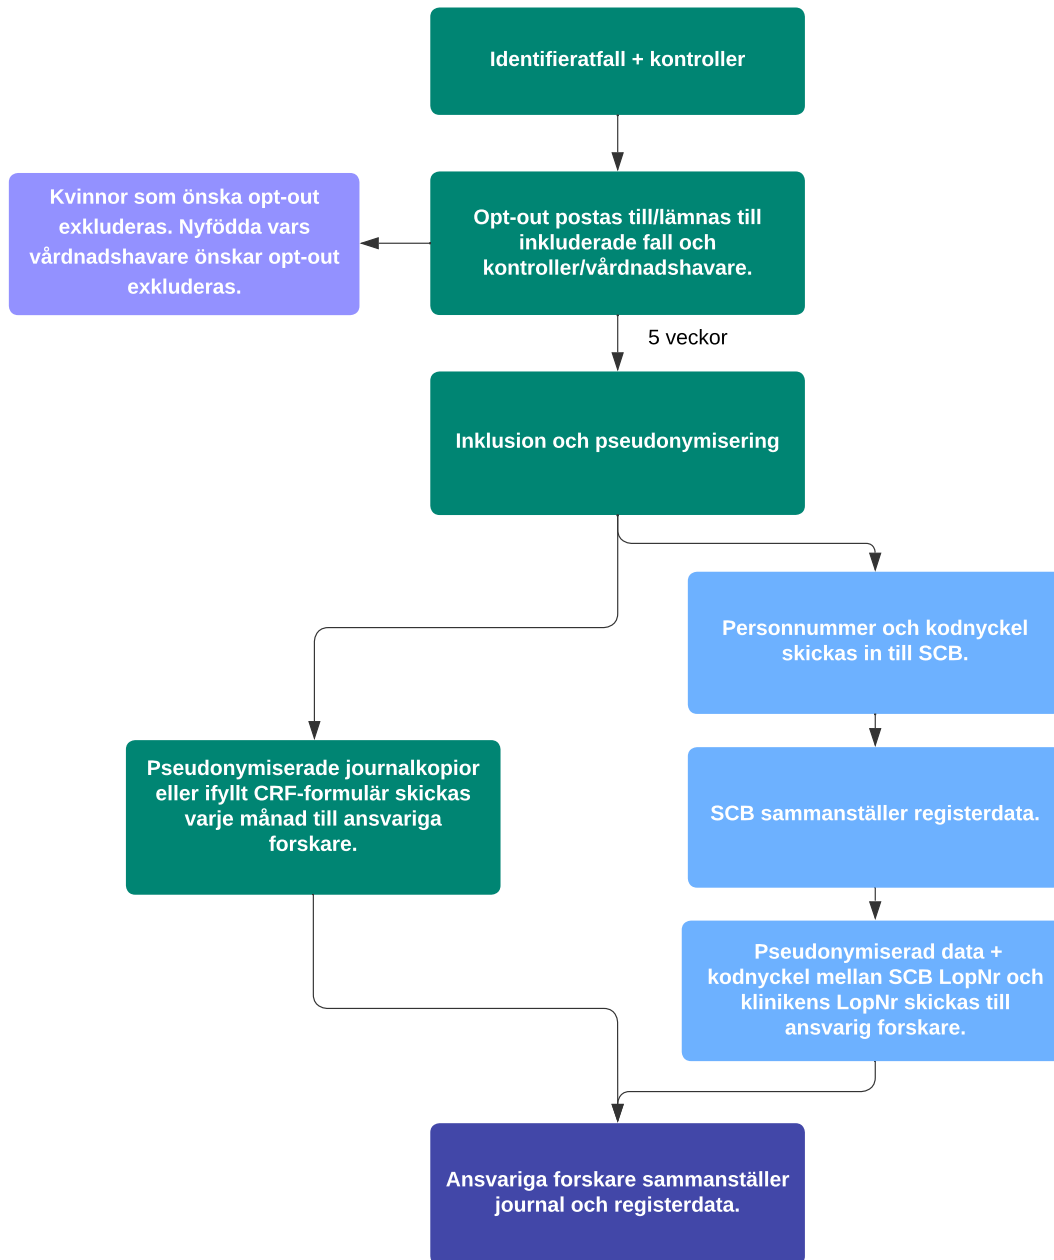 Identifieratfall + kontroller
Kvinnor som önska opt-out
exkluderas. Nyfödda vars
vårdnadshavare önskar opt-out
exkluderas.
Opt-out postas till/lämnas till
inkluderade fall och
kontroller/vårdnadshavare.
5 veckor
Inklusion och pseudonymisering
Personnummer och kodnyckel
skickas in till SCB.
Pseudonymiserade journalkopior
eller ifyllt CRF-formulär skickas
varje månad till ansvariga
forskare.
SCB sammanställer registerdata.
Pseudonymiserad data +
kodnyckel mellan SCB LopNr och
klinikens LopNr skickas till
ansvarig forskare.
Ansvariga forskare sammanställer
journal och registerdata.